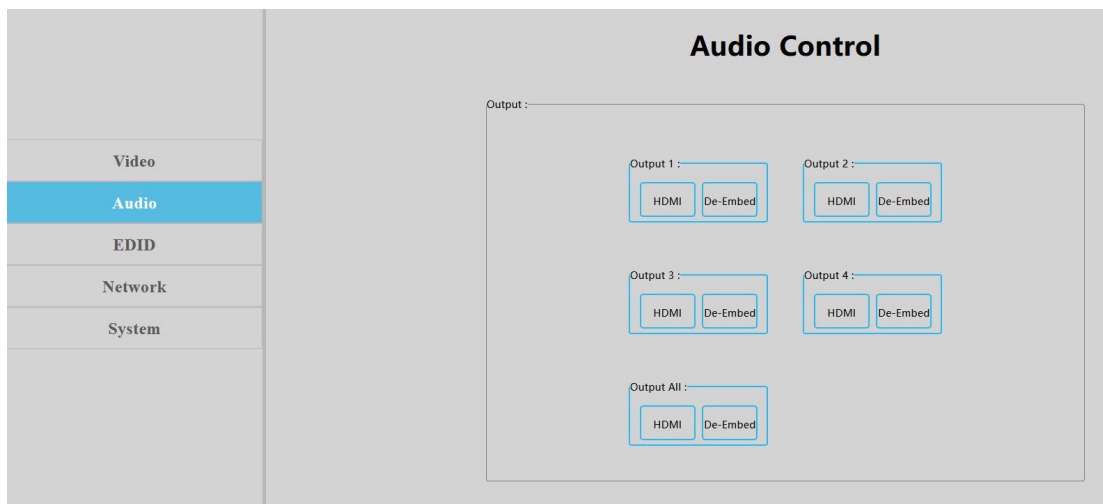 Audio Control
Video
Audio
EDID
Network
System
Output :
Output 1 :
HDMI De-Embed
Output 2 :
HDMI De-Embed
Output 3 :
HDMI De-Embed
Output 4 :
HDMI De-Embed
Output All :
HDMI De-Embed